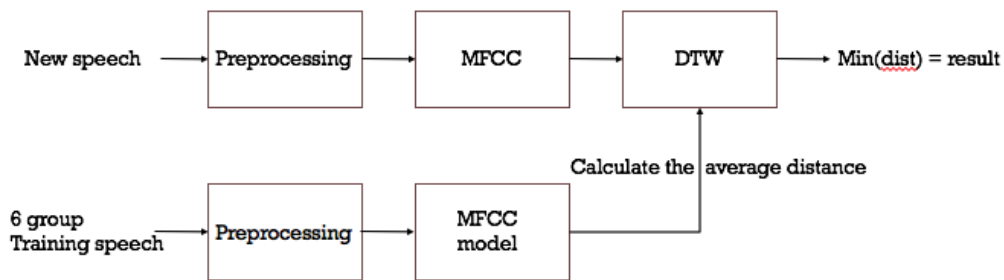 New speech
Preprocessing
MFCC
DTW
Min(dist) = result
Calculate the average distance
6 group
Training speech
Preprocessing
MFCC
model